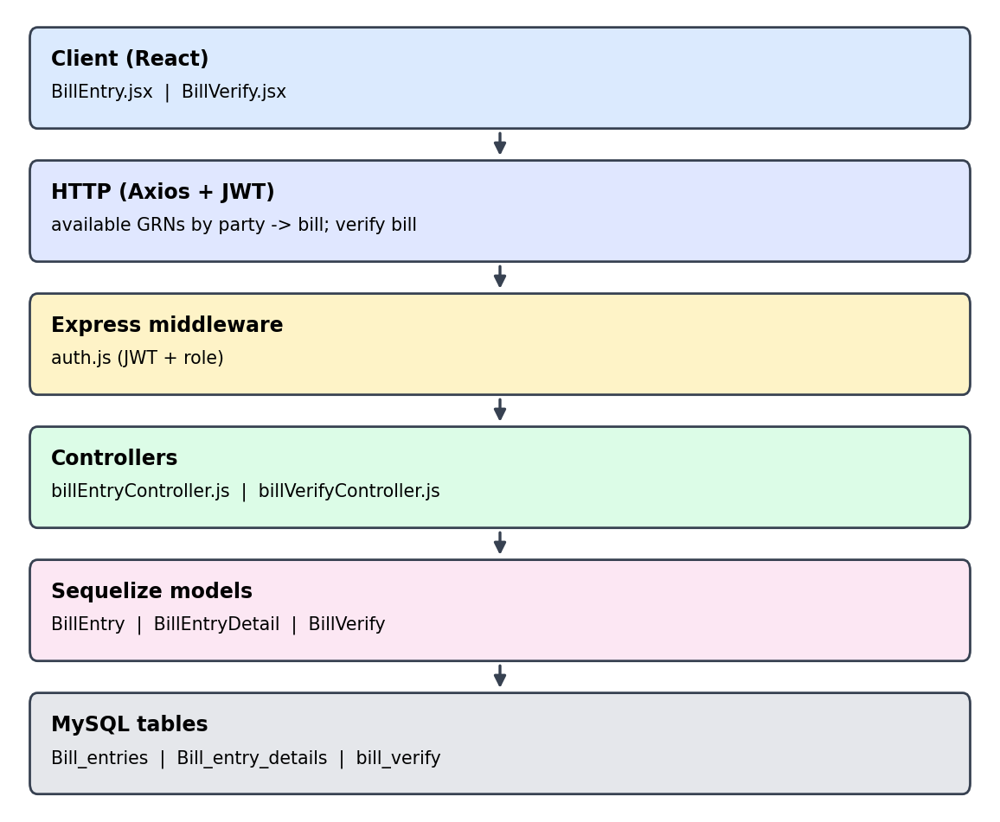 Client (React)
BillEntry.jsx | BillVerify.jsx
HTTP (Axios + JWT)
available GRNs by party -> bill; verify bill
Express middleware
auth.js (JWT + role)
Controllers
billEntryController.js | billVerifyController.js
Sequelize models
BillEntry | BillEntryDetail | BillVerify
MySQL tables
Bill_entries | Bill_entry_details | bill_verify